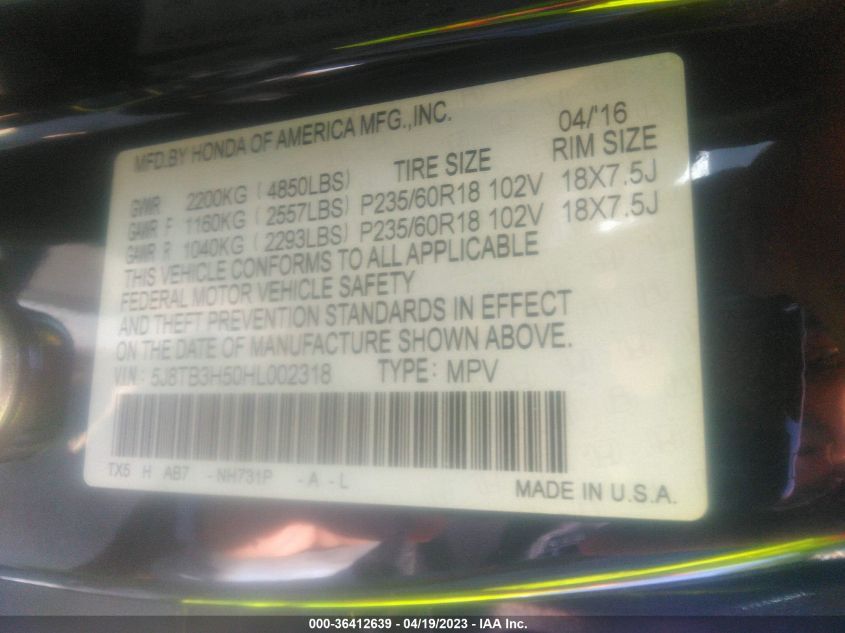 MFD.BY HONDA OF AMERICA MFG.,INC. 04/'16
TIRE SIZE RIM SIZE
GVWR 2200KG (4850LBS)
GAWR F 1160KG (2557LBS) P235/60R18 102V 18X7.5J
GAWR R 1040KG (2293LBS) P235/60R18 102V 18X7.5J
THIS VEHICLE CONFORMS TO ALL APPLICABLE
FEDERAL MOTOR VEHICLE SAFETY
AND THEFT PREVENTION STANDARDS IN EFFECT
ON THE DATE OF MANUFACTURE SHOWN ABOVE.
VIN: 5J8TB3H50HL002318 TYPE: MPV
TX5 H AB7 -NH731P -A -L
MADE IN U.S.A.
000-36412639 - 04/19/2023 - IAA Inc.